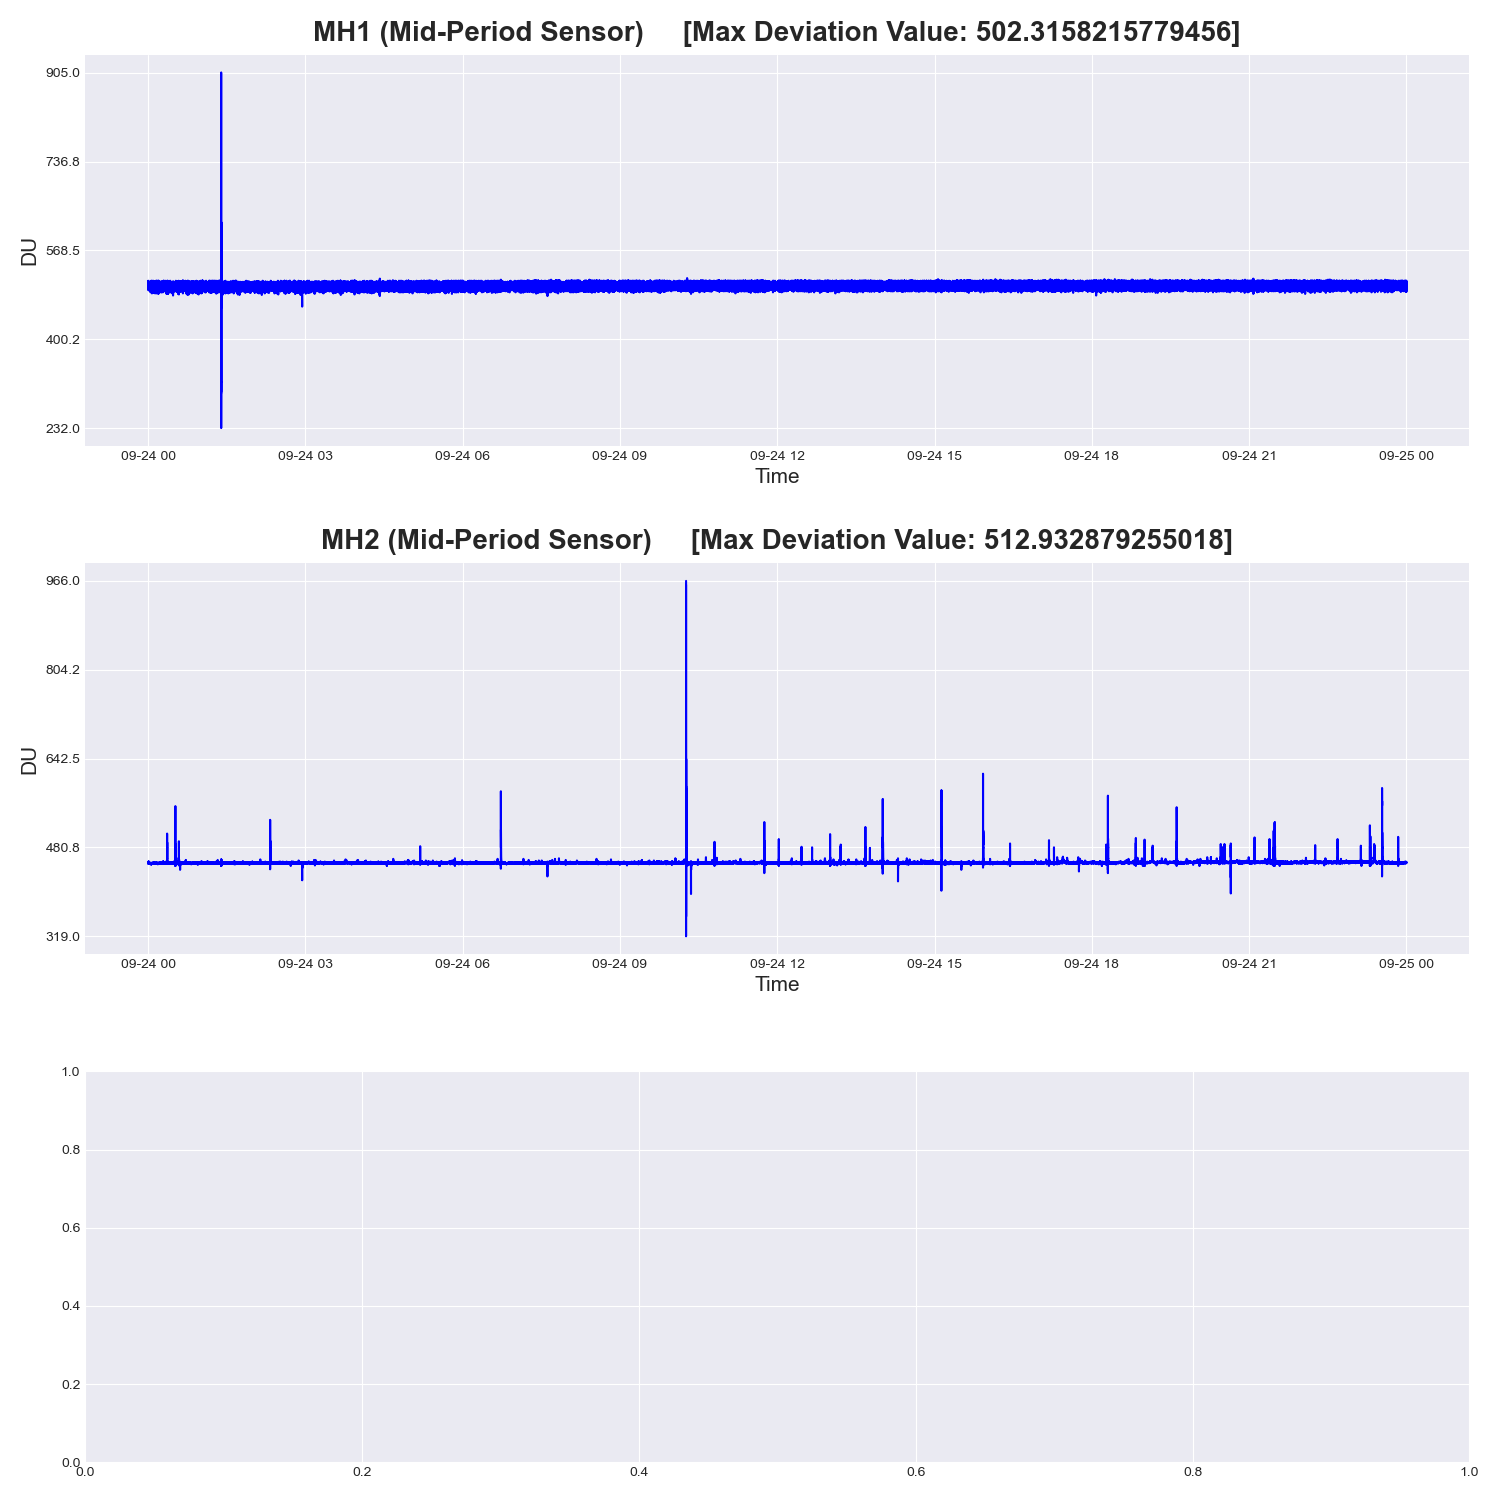 MH1 (Mid-Period Sensor) [Max Deviation Value: 502.3158215779456]
905.0
736.8
568.5
400.2
232.0
DU
09-24 00 09-24 03 09-24 06 09-24 09 09-24 12 09-24 15 09-24 18 09-24 21 09-25 00
Time
MH2 (Mid-Period Sensor) [Max Deviation Value: 512.932879255018]
966.0
804.2
642.5
480.8
319.0
DU
09-24 00 09-24 03 09-24 06 09-24 09 09-24 12 09-24 15 09-24 18 09-24 21 09-25 00
Time
1.0
0.8
0.6
0.4
0.2
0.0
0.0 0.2 0.4 0.6 0.8 1.0